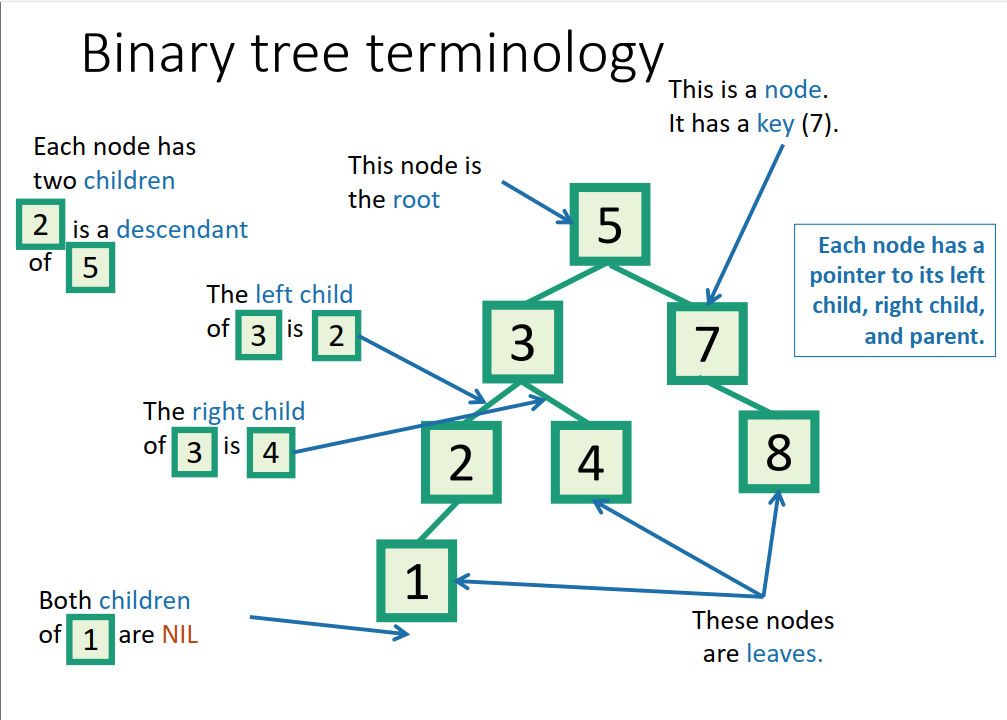 Binary tree terminology
This is a node.
It has a key (7).
Each node has
two children
2 is a descendant
of 5
This node is
the root
5
Each node has a
pointer to its left
child, right child,
and parent.
The left child
of 3 is 2
3
7
The right child
of 3 is 4
2
4
8
1
Both children
of 1 are NIL
These nodes
are leaves.